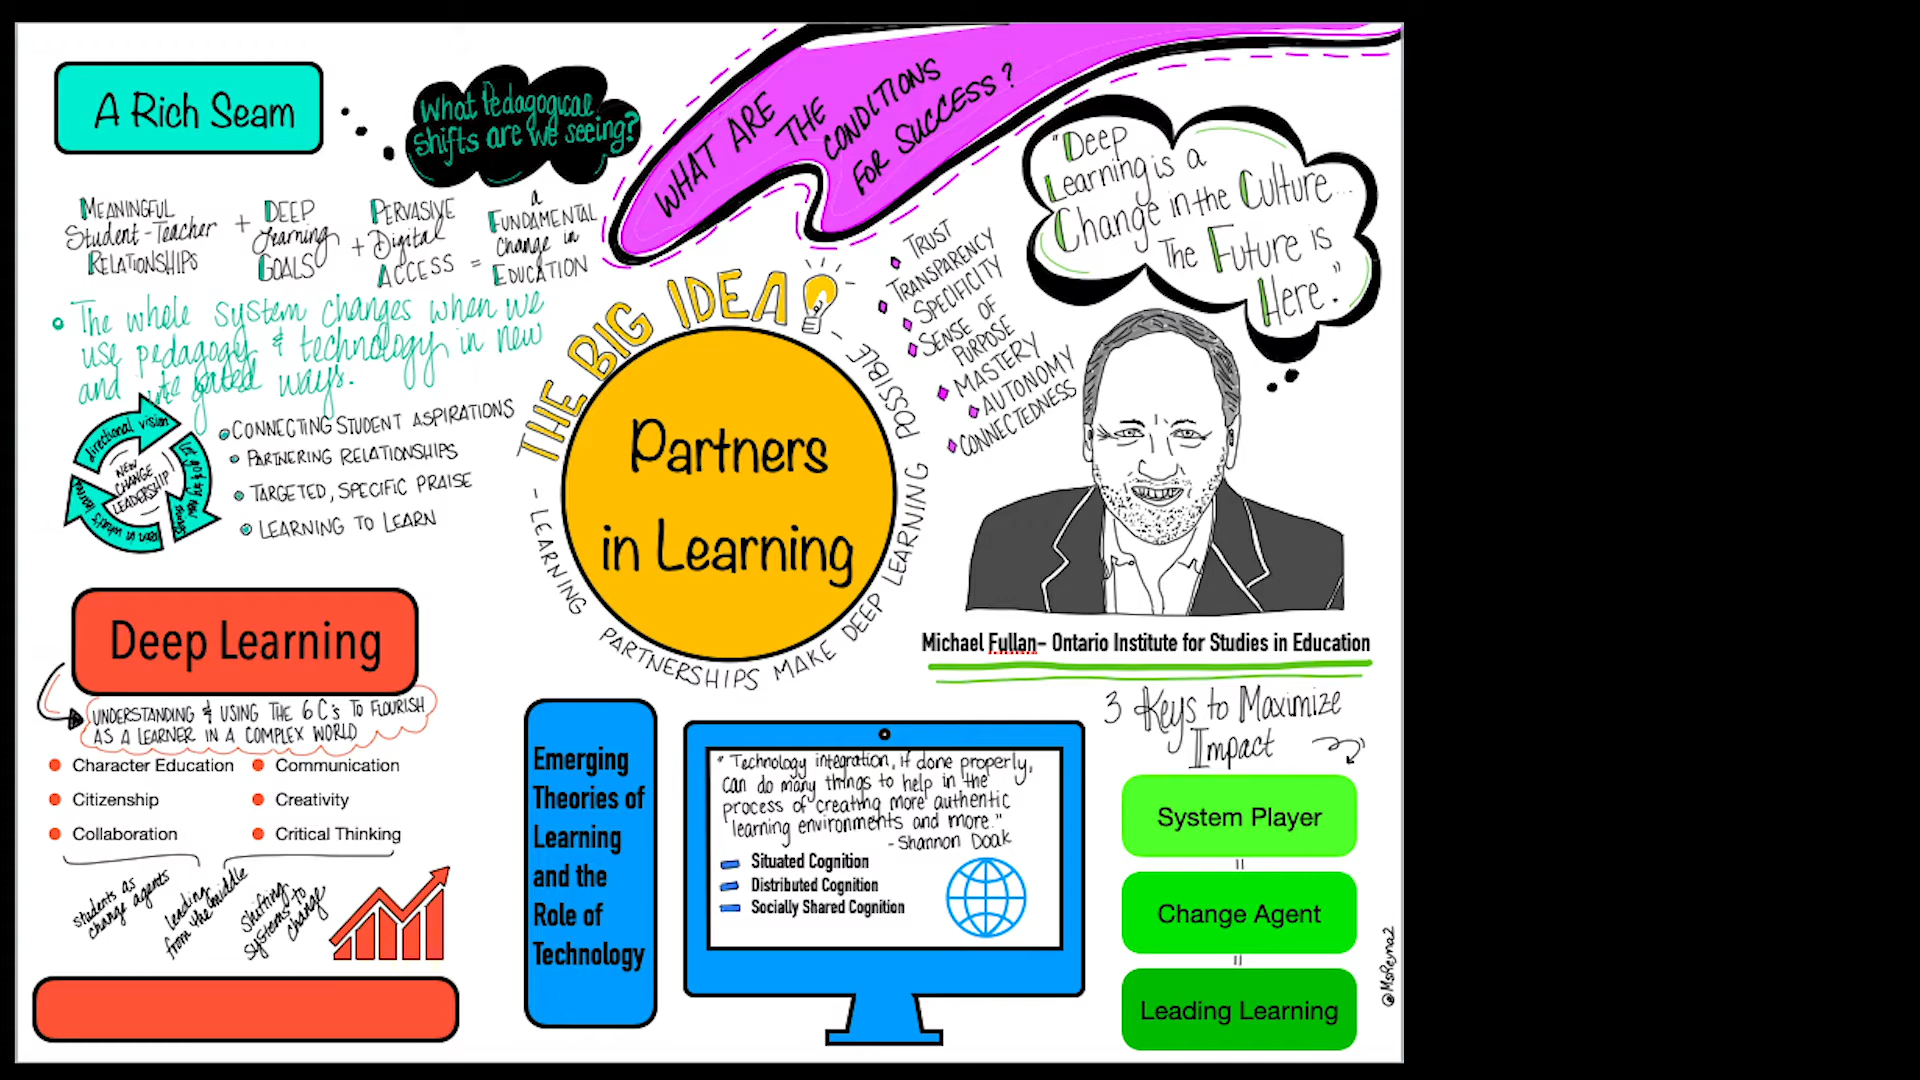 A Rich Seam
What Pedagogical
Shifts are we seeing?
MEANINGFUL
Student-Teacher
RELATIONSHIPS
+
DEEP
Learning
GOALS
+
PERVASIVE
Digital
ACCESS
=
a
FUNDAMENTAL
change in
EDUCATION
The whole system changes when we
use pedagogy & technology in new
and integrated ways.
directional vision
Let go
NEW
CHANGE
LEADERSHIP
CONNECTING STUDENT ASPIRATIONS
PARTNERING RELATIONSHIPS
TARGETED, SPECIFIC PRAISE
LEARNING TO LEARN
WHAT ARE
THE
CONDITIONS
FOR SUCCESS?
TRUST
TRANSPARENCY
SPECIFICITY
SENSE OF
PURPOSE
MASTERY
AUTONOMY
CONNECTEDNESS
"Deep
Learning is a
Change in the Culture...
The Future is
Here."
THE BIG IDEA
Partners
in Learning
- LEARNING PARTNERSHIPS MAKE DEEP LEARNING POSSIBLE -
Michael Fullan- Ontario Institute for Studies in Education
Deep Learning
UNDERSTANDING & USING THE 6 C's TO FLOURISH
AS A LEARNER IN A COMPLEX WORLD
Character Education
Citizenship
Collaboration
Communication
Creativity
Critical Thinking
students as
change agents
leading
from the middle
shifting
systems to
change
Emerging
Theories of
Learning
and the
Role of
Technology
"Technology integration, if done properly,
can do many things to help in the
process of creating more authentic
learning environments and more."
-Shannon Doak
Situated Cognition
Distributed Cognition
Socially Shared Cognition
3 Keys to Maximize
Impact
System Player
Change Agent
Leading Learning
@MsReyna2